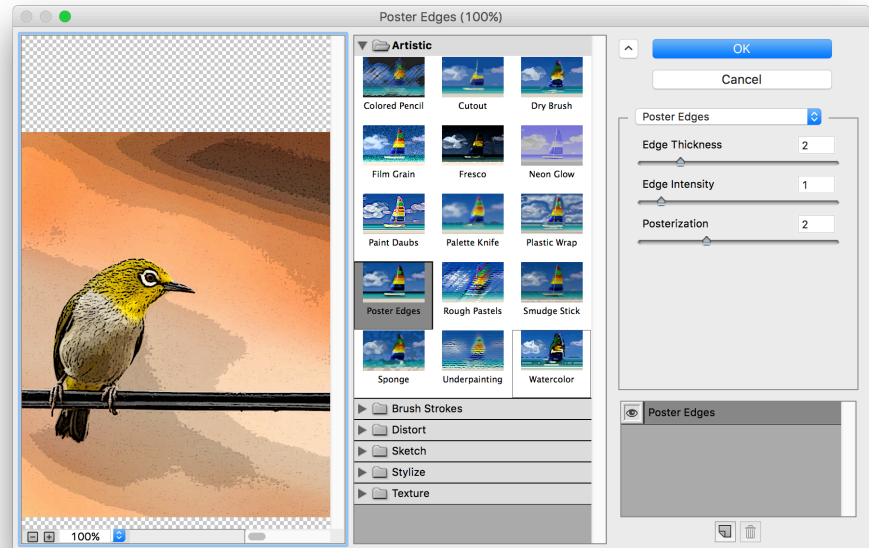 Poster Edges (100%)
Artistic
Colored Pencil
Cutout
Dry Brush
Film Grain
Fresco
Neon Glow
Paint Daubs
Palette Knife
Plastic Wrap
Poster Edges
Rough Pastels
Smudge Stick
Sponge
Underpainting
Watercolor
Brush Strokes
Distort
Sketch
Stylize
Texture
100%
OK
Cancel
Poster Edges
Edge Thickness 2
Edge Intensity 1
Posterization 2
Poster Edges